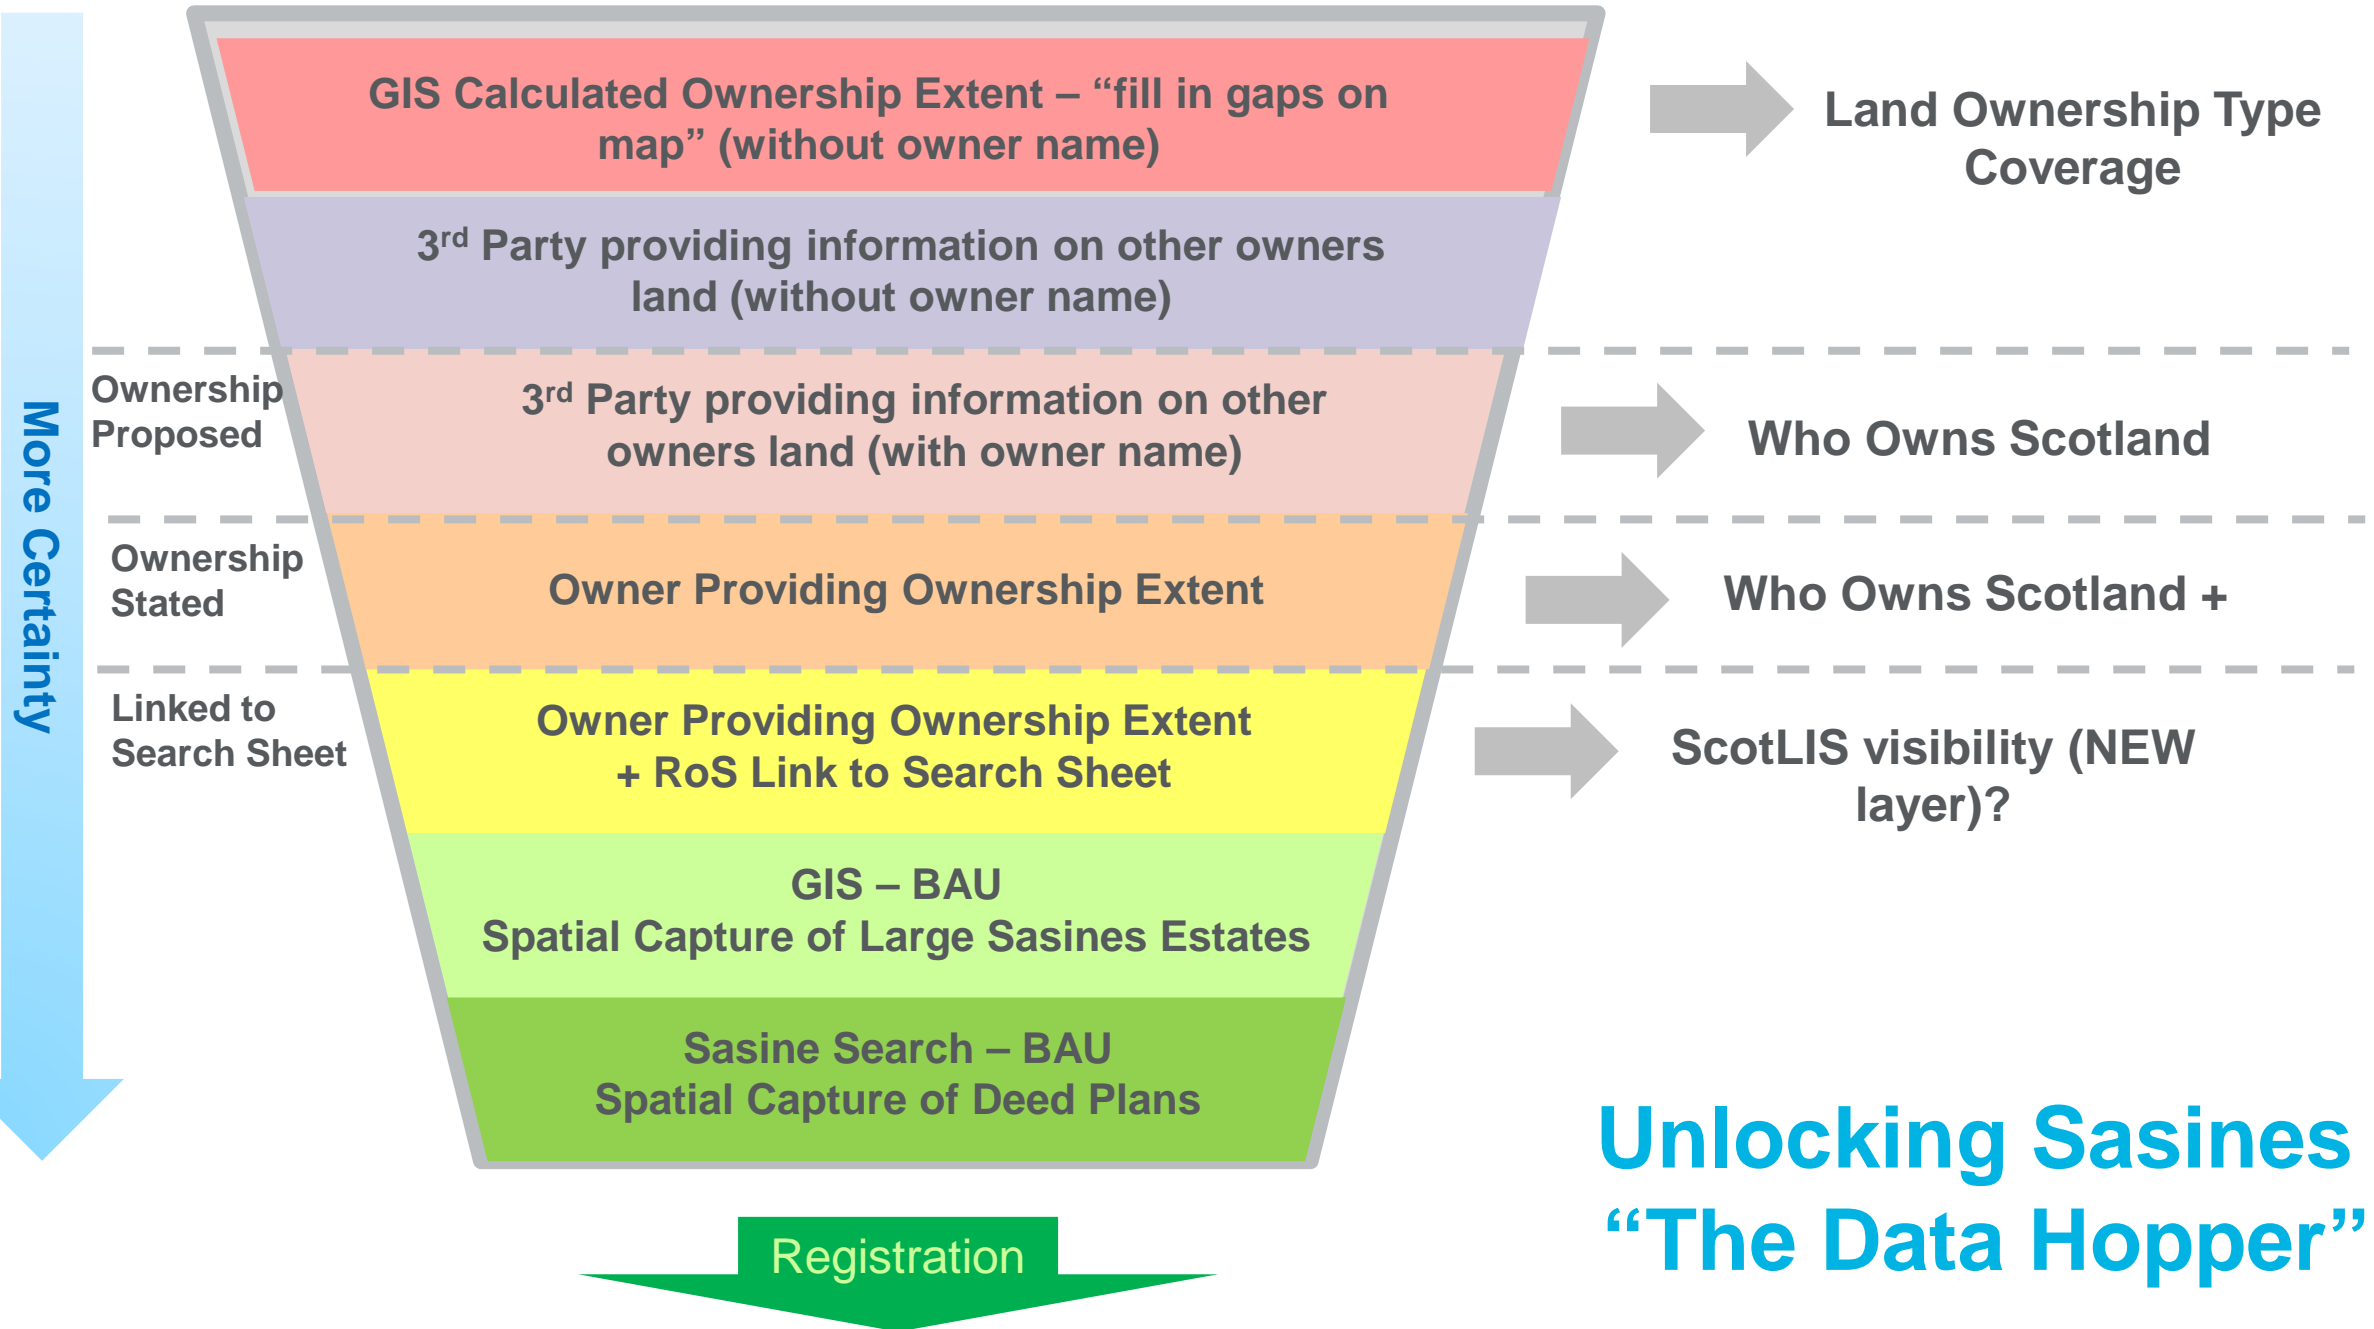 GIS Calculated Ownership Extent – “fill in gaps on
map” (without owner name)
Land Ownership Type
Coverage
3rd Party providing information on other owners
land (without owner name)
More Certainty
Ownership
Proposed
3rd Party providing information on other
owners land (with owner name)
Who Owns Scotland
Ownership
Stated
Owner Providing Ownership Extent
Who Owns Scotland +
Linked to
Search Sheet
Owner Providing Ownership Extent
+ RoS Link to Search Sheet
ScotLIS visibility (NEW
layer)?
GIS – BAU
Spatial Capture of Large Sasines Estates
Sasine Search – BAU
Spatial Capture of Deed Plans
Registration
Unlocking Sasines
“The Data Hopper”